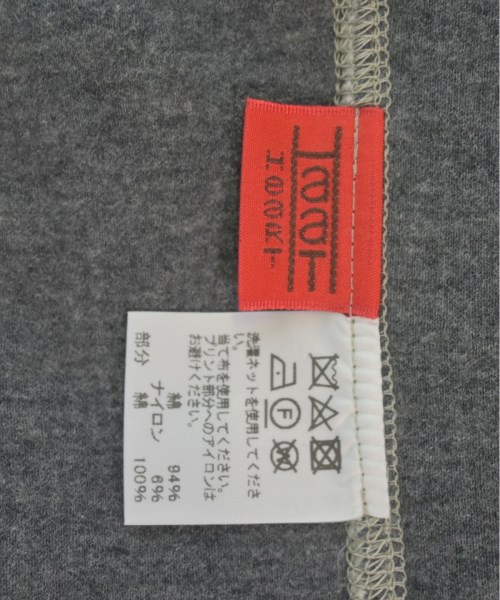 F
洗濯ネットを使用してくださ
い。
当て布を使用してください。
プリント部分へのアイロンは
お避けください。
綿 94%
ナイロン 6%
部分 綿 100%